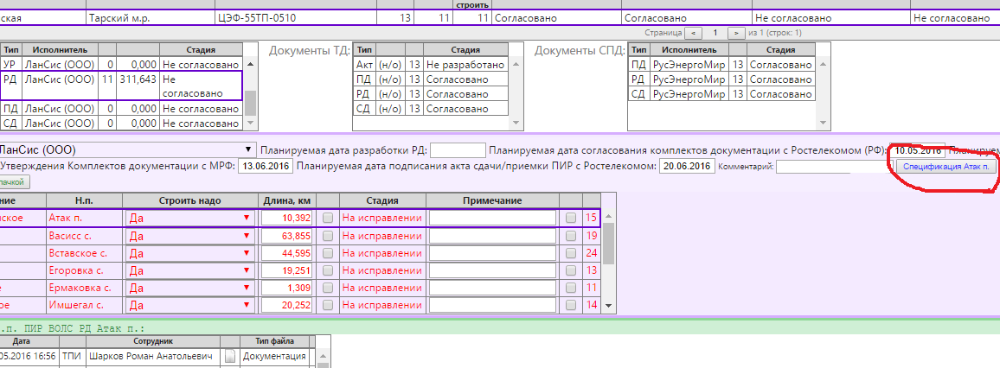 строить
ская Тарский м.р. ЦЭФ-55ТП-0510 13 11 11 Согласовано Согласовано Не согласовано Не согласовано
Страница < 1 > из 1 (строк: 1)
Тип Исполнитель Стадия
УР ЛанСис (ООО) 0 0,000 Не согласовано
РД ЛанСис (ООО) 11 311,643 Не
согласовано
ПД ЛанСис (ООО) 0 0,000 Не согласовано
СД ЛанСис (ООО) 0 0,000 Не согласовано
Документы ТД:
Тип Стадия
Акт (н/о) 13 Не разработано
ПД (н/о) 13 Согласовано
РД (н/о) 13 Согласовано
СД (н/о) 13 Согласовано
Документы СПД:
Тип Исполнитель Стадия
ПД РусЭнергоМир 13 Согласовано
РД РусЭнергоМир 13 Согласовано
СД РусЭнергоМир 13 Согласовано
ЛанСис (ООО) Планируемая дата разработки РД: Планируемая дата согласования комплектов документации с Ростелекомом (РФ): 10.05.2016 Планируем
Утверждения Комплектов документации с МРФ: 13.06.2016 Планируемая дата подписания акта сдачи/приемки ПИР с Ростелекомом: 20.06.2016 Комментарий: Спецификация Атак п.
пачкой
ние Н.п. Строить надо Длина, км Стадия Примечание
ское Атак п. Да 10,392 На исправлении 15
Васисс с. Да 63,855 На исправлении 19
Вставское с. Да 44,595 На исправлении 24
Егоровка с. Да 19,251 На исправлении 13
е Ермаковка с. Да 1,309 На исправлении 11
ое Имшегал с. Да 20,252 На исправлении 14
.п. ПИР ВОЛС РД Атак п.:
Дата Сотрудник Тип файла
05.2016 16:56 ТПИ Шарков Роман Анатольевич Документация